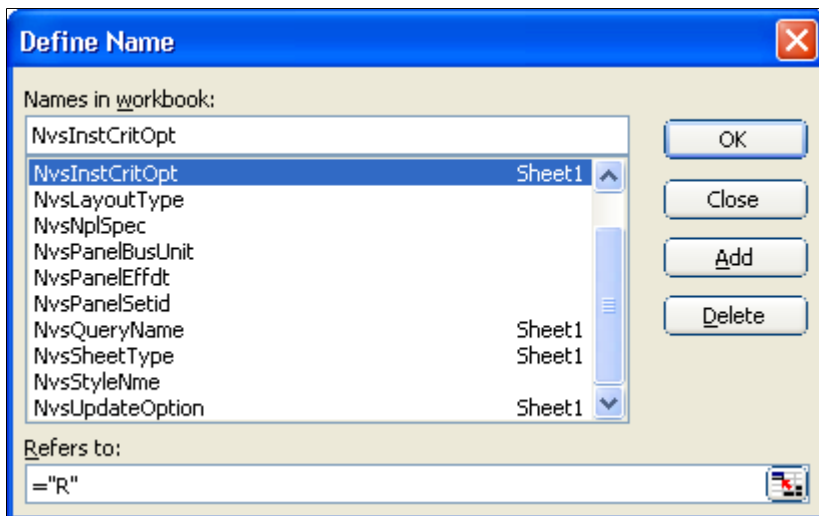 Define Name
Names in workbook:
NvsInstCritOpt
OK
NvsInstCritOpt Sheet1
NvsLayoutType
Close
NvsNplSpec
NvsPanelBusUnit
Add
NvsPanelEffdt
NvsPanelSetid
NvsQueryName Sheet1
Delete
NvsSheetType Sheet1
NvsStyleNme
NvsUpdateOption Sheet1
Refers to:
="R"